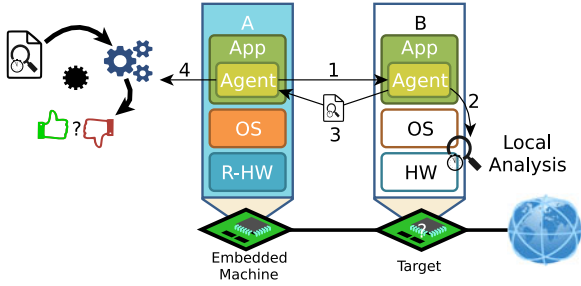 A
B
App
App
Agent
Agent
4
1
3
2
?
OS
OS
Local
Analysis
R-HW
HW
?
Embedded
Machine
Target